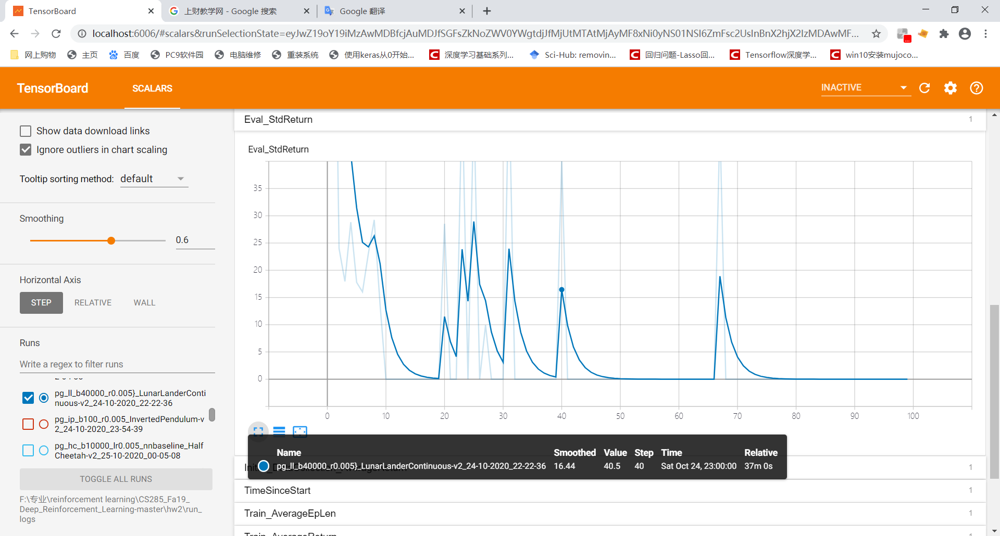 TensorBoard
上财教学网 - Google 搜索
Google 翻译
localhost:6006/#scalars&runSelectionState=eyJwZ19oY19iMzAwMDBfcjAuMDJfSGFsZkNoZWV0YWgtdjJfMjUtMTAtMjAyMF8xNi0yNS01NSI6ZmFsc2UsInBnX2hjX2IzMDAwMF...
网上购物
主页
百度
PC9软件园
电脑维修
重装系统
使用keras从0开始...
深度学习基础系列...
Sci-Hub: removin...
回归问题-Lasso回...
Tensorflow深度学...
win10安装mujoco...
TensorBoard
SCALARS
INACTIVE
Show data download links
Ignore outliers in chart scaling
Tooltip sorting method: default
Smoothing
0.6
Horizontal Axis
STEP RELATIVE WALL
Runs
Write a regex to filter runs
pg_ll_b40000_r0.005}_LunarLanderConti
nuous-v2_24-10-2020_22-22-36
pg_ip_b100_r0.005_InvertedPendulum-v
2_24-10-2020_23-54-39
pg_hc_b10000_lr0.005_nnbaseline_Half
Cheetah-v2_25-10-2020_00-05-08
TOGGLE ALL RUNS
F:\专业\reinforcement learning\CS285_Fa19_
Deep_Reinforcement_Learning-master\hw2\run_
logs
Eval_StdReturn 1
Eval_StdReturn
35
30
25
20
15
10
5
0
0 10 20 30 40 50 60 70 80 90 100
Name Smoothed Value Step Time Relative
pg_ll_b40000_r0.005}_LunarLanderContinuous-v2_24-10-2020_22-22-36 16.44 40.5 40 Sat Oct 24, 23:00:00 37m 0s
1
TimeSinceStart 1
Train_AverageEpLen 1
Train_AverageReturn